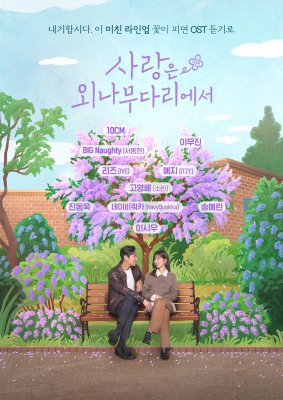 내기합시다. 이 미친 라인업 꽃이 피면 OST 듣기로
사랑은
외나무다리에서
10CM
이무진
BIG Naughty (서동현)
리즈 (IVE)
예지 (ITZY)
고영배 (소란)
진동욱
네이비쿼카 (NavyQuokka)
송예린
이시우